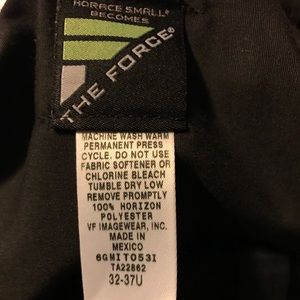 HORACE SMALL®
BECOMES
THE FORCE®
MACHINE WASH WARM
PERMANENT PRESS
CYCLE. DO NOT USE
FABRIC SOFTENER OR
CHLORINE BLEACH
TUMBLE DRY LOW
REMOVE PROMPTLY
100% HORIZON
POLYESTER
VF IMAGEWEAR, INC.
MADE IN
MEXICO
6GMIT053I
TA22862
32-37U